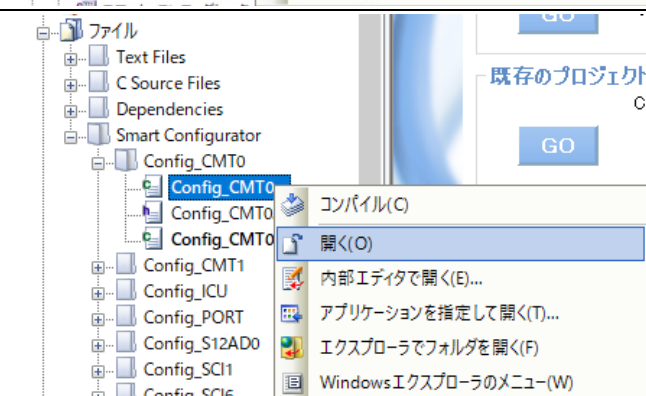 ファイル
Text Files
C Source Files
Dependencies
Smart Configurator
Config_CMT0
Config_CMT0
Config_CMT0
Config_CMT0
Config_CMT1
Config_ICU
Config_PORT
Config_S12AD0
Config_SCI1
Config_SCI6
コンパイル(C)
開く(O)
内部エディタで開く(E)...
アプリケーションを指定して開く(T)...
エクスプローラでフォルダを開く(F)
Windowsエクスプローラのメニュー(W)
GO
既存のプロジェクト
C
GO